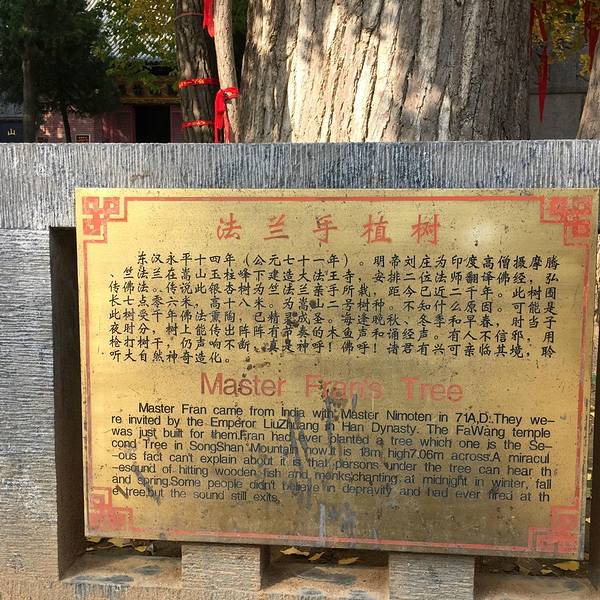 山
法兰手植树
东汉永平十四年（公元七十一年）。明帝刘庄为印度高僧摄摩腾
、竺法兰在嵩山玉柱峰下建造大法王寺，安排二位法师翻译佛经，弘
传佛法。传说此银杏树为竺法兰亲手所栽，距今已近二千年。此树围
长七点零六米，高十八米。为嵩山二号树神。不知什么原因。可能是
此树受千年佛法熏陶，已精灵成圣。每逢晚秋、冬季和早春，时当子
夜时分，树上能传出阵阵有节奏的木鱼声和诵经声。有人不信邪，用
枪打树干，仍声响不断。真是神乎！佛乎！诸君有兴可亲临其境，聆
听大自然神奇造化。
Master Fran's Tree
Master Fran came from India with Master Nimoten in 71A,D.They we-
re invited by the Emperor LiuZhang in Han Dynasty. The FaWang temple
was just built for them.Fran had ever planted a tree which one is the Se-
cond Tree in SongShan Mountain now.It is 18m high7.06m across.A miracul
-ous fact can't explain about it is that persons under the tree can hear th
-esound of hitting wooden fish and monks'chanting at midnight in winter, fall
and spring.Some people didn't believe in depravity and had ever fired at th
e tree,but the sound still exits.